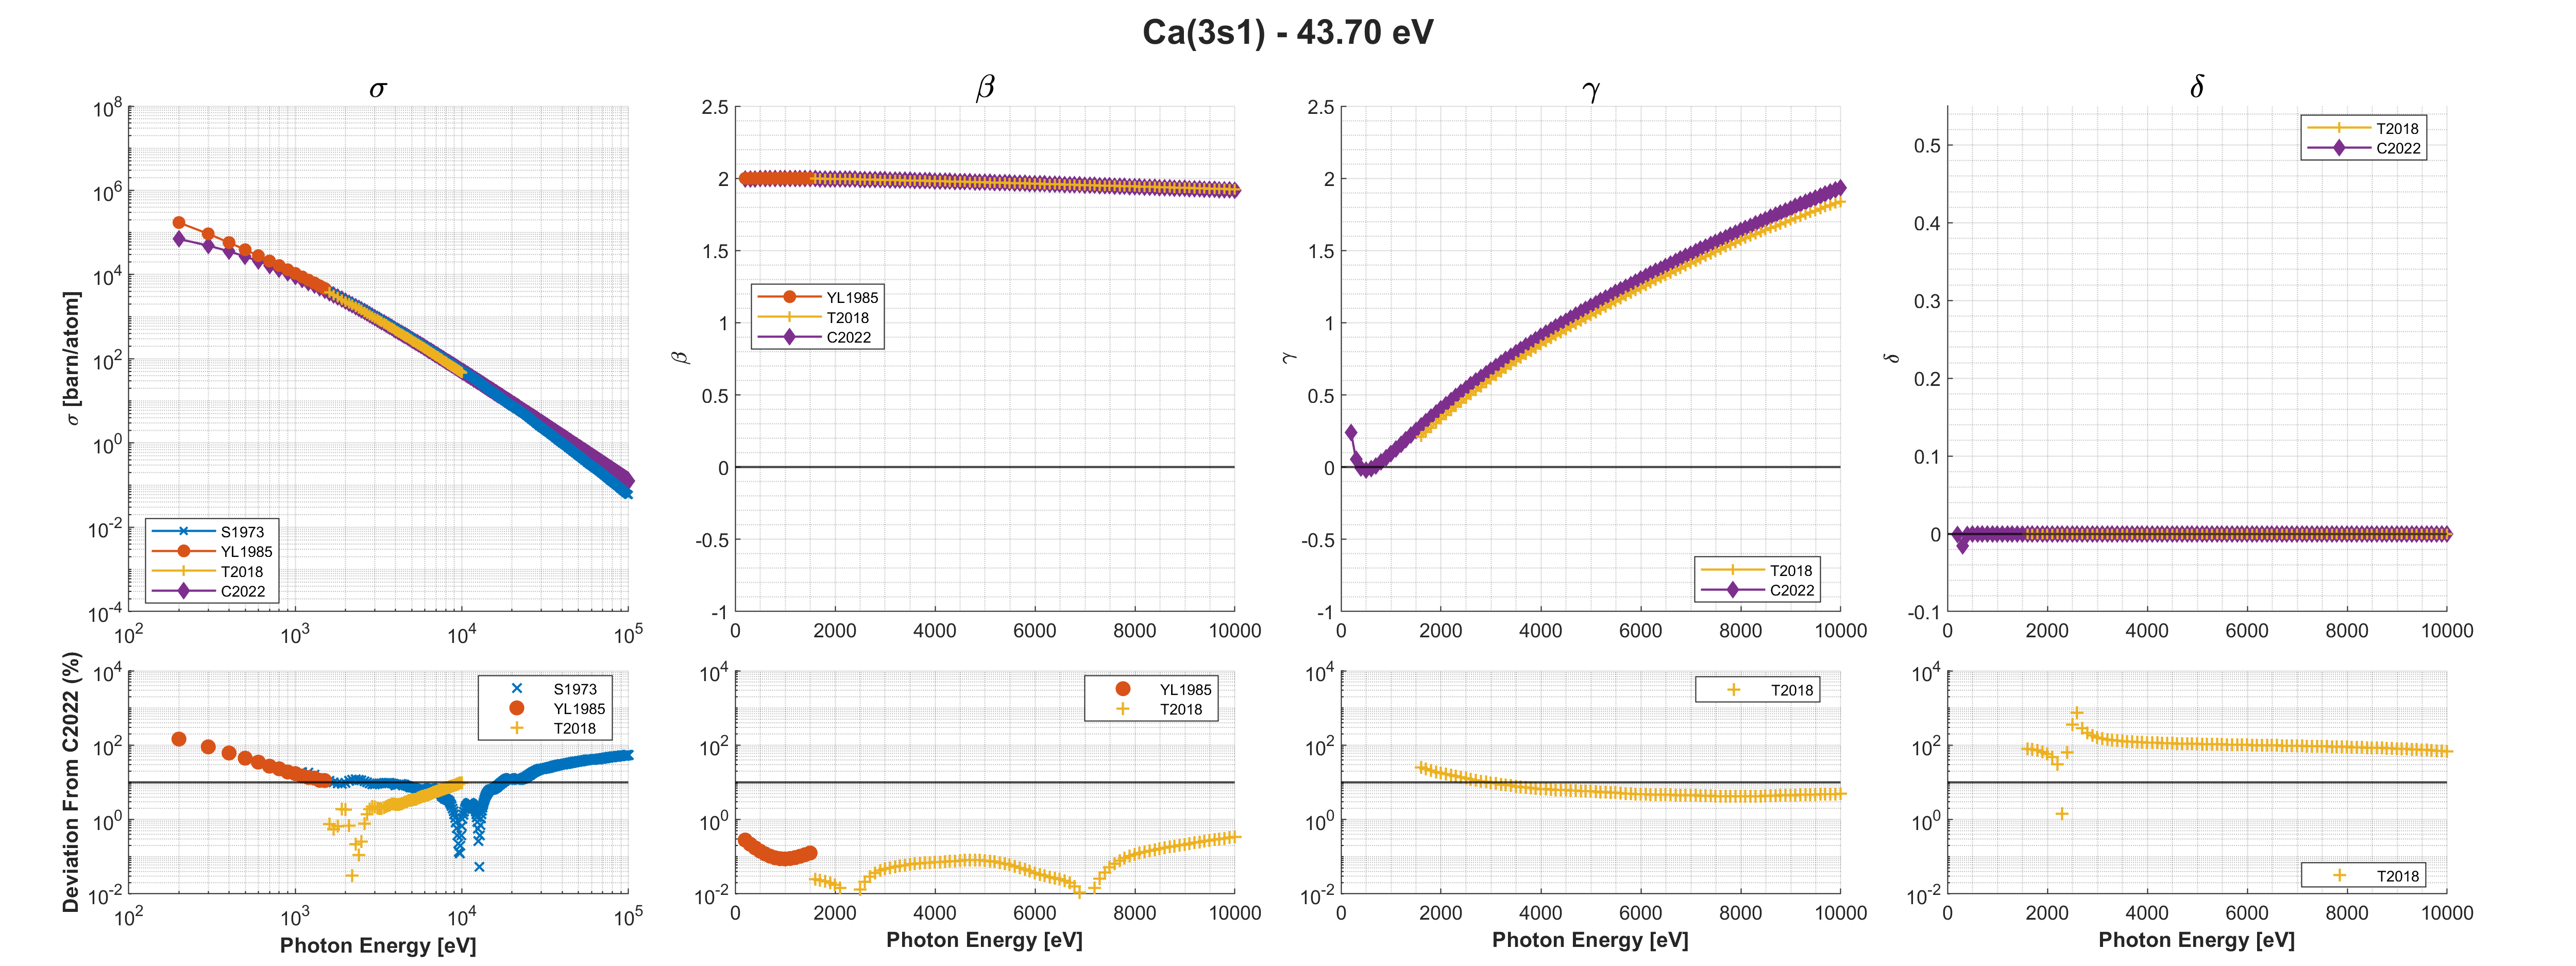 Ca(3s1) - 43.70 eV
σ
β
γ
δ
10^8
10^6
10^4
10^2
10^0
10^-2
10^-4
10^2
10^3
10^4
10^5
σ [barn/atom]
S1973
YL1985
T2018
C2022
2.5
2
1.5
1
0.5
0
-0.5
-1
0
2000
4000
6000
8000
10000
β
YL1985
T2018
C2022
2.5
2
1.5
1
0.5
0
-0.5
-1
0
2000
4000
6000
8000
10000
γ
T2018
C2022
0.5
0.4
0.3
0.2
0.1
0
-0.1
0
2000
4000
6000
8000
10000
δ
T2018
C2022
10^4
10^2
10^0
10^-2
10^2
10^3
10^4
10^5
Deviation From C2022 (%)
Photon Energy [eV]
S1973
YL1985
T2018
10^4
10^2
10^0
10^-2
0
2000
4000
6000
8000
10000
Photon Energy [eV]
YL1985
T2018
10^4
10^2
10^0
10^-2
0
2000
4000
6000
8000
10000
Photon Energy [eV]
T2018
10^4
10^2
10^0
10^-2
0
2000
4000
6000
8000
10000
Photon Energy [eV]
T2018